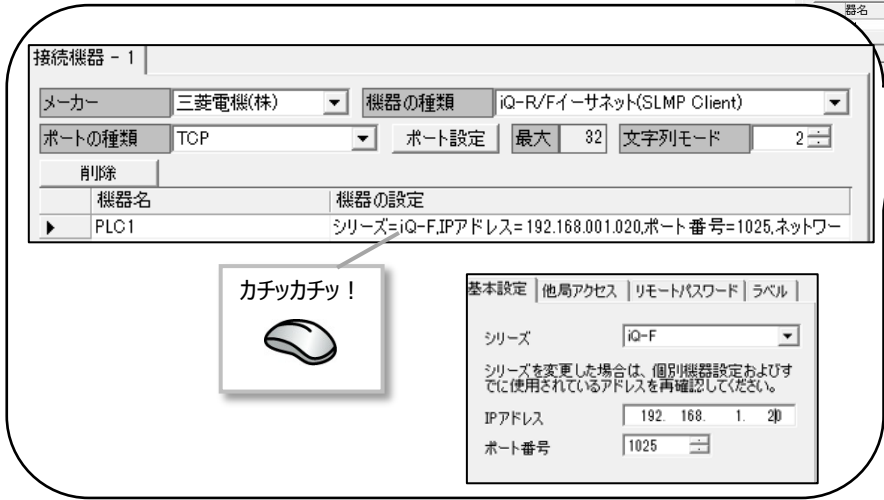 器名
接続機器 - 1
メーカー 三菱電機(株) 機器の種類 iQ-R/Fイーサネット(SLMP Client)
ポートの種類 TCP ポート設定 最大 32 文字列モード 2
削除
機器名 機器の設定
PLC1 シリーズ=iQ-F,IPアドレス=192.168.001.020,ポート番号=1025,ネットワー
カチッカチッ！
基本設定 他局アクセス リモートパスワード ラベル
シリーズ iQ-F
シリーズを変更した場合は、個別機器設定およびす
でに使用されているアドレスを再確認してください。
IPアドレス 192. 168. 1. 20
ポート番号 1025